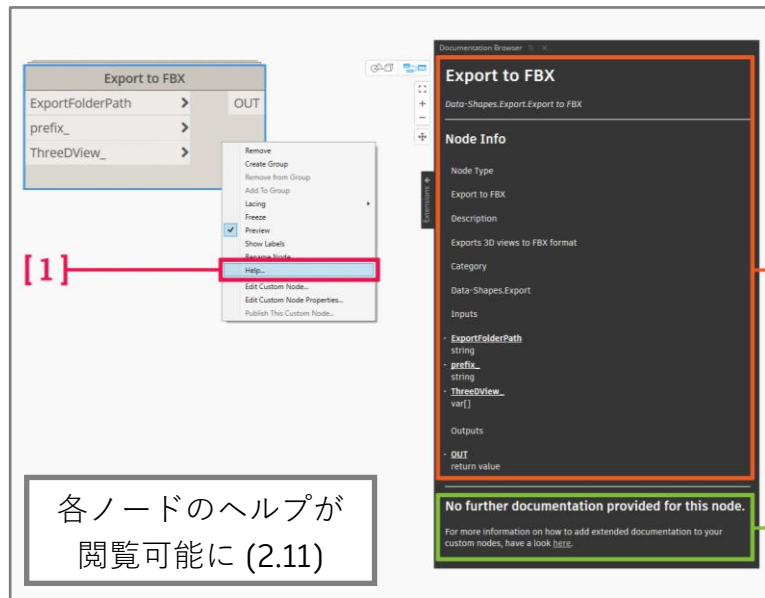 Export to FBX
ExportFolderPath > OUT
prefix_ >
ThreeDView_ >
Remove
Create Group
Remove from Group
Add To Group
Lacing
Freeze
Preview
Show Labels
Rename Node...
Help...
Edit Custom Node...
Edit Custom Node Properties...
Publish This Custom Node...
[1]
各ノードのヘルプが
閲覧可能に (2.11)
Extensions
Documentation Browser
Export to FBX
Data-Shapes.Export.Export to FBX
Node Info
Node Type
Export to FBX
Description
Exports 3D views to FBX format
Category
Data-Shapes.Export
Inputs
- ExportFolderPath
string
- prefix_
string
- ThreeDView_
var[]
Outputs
- OUT
return value
No further documentation provided for this node.
For more information on how to add extended documentation to your
custom nodes, have a look here.